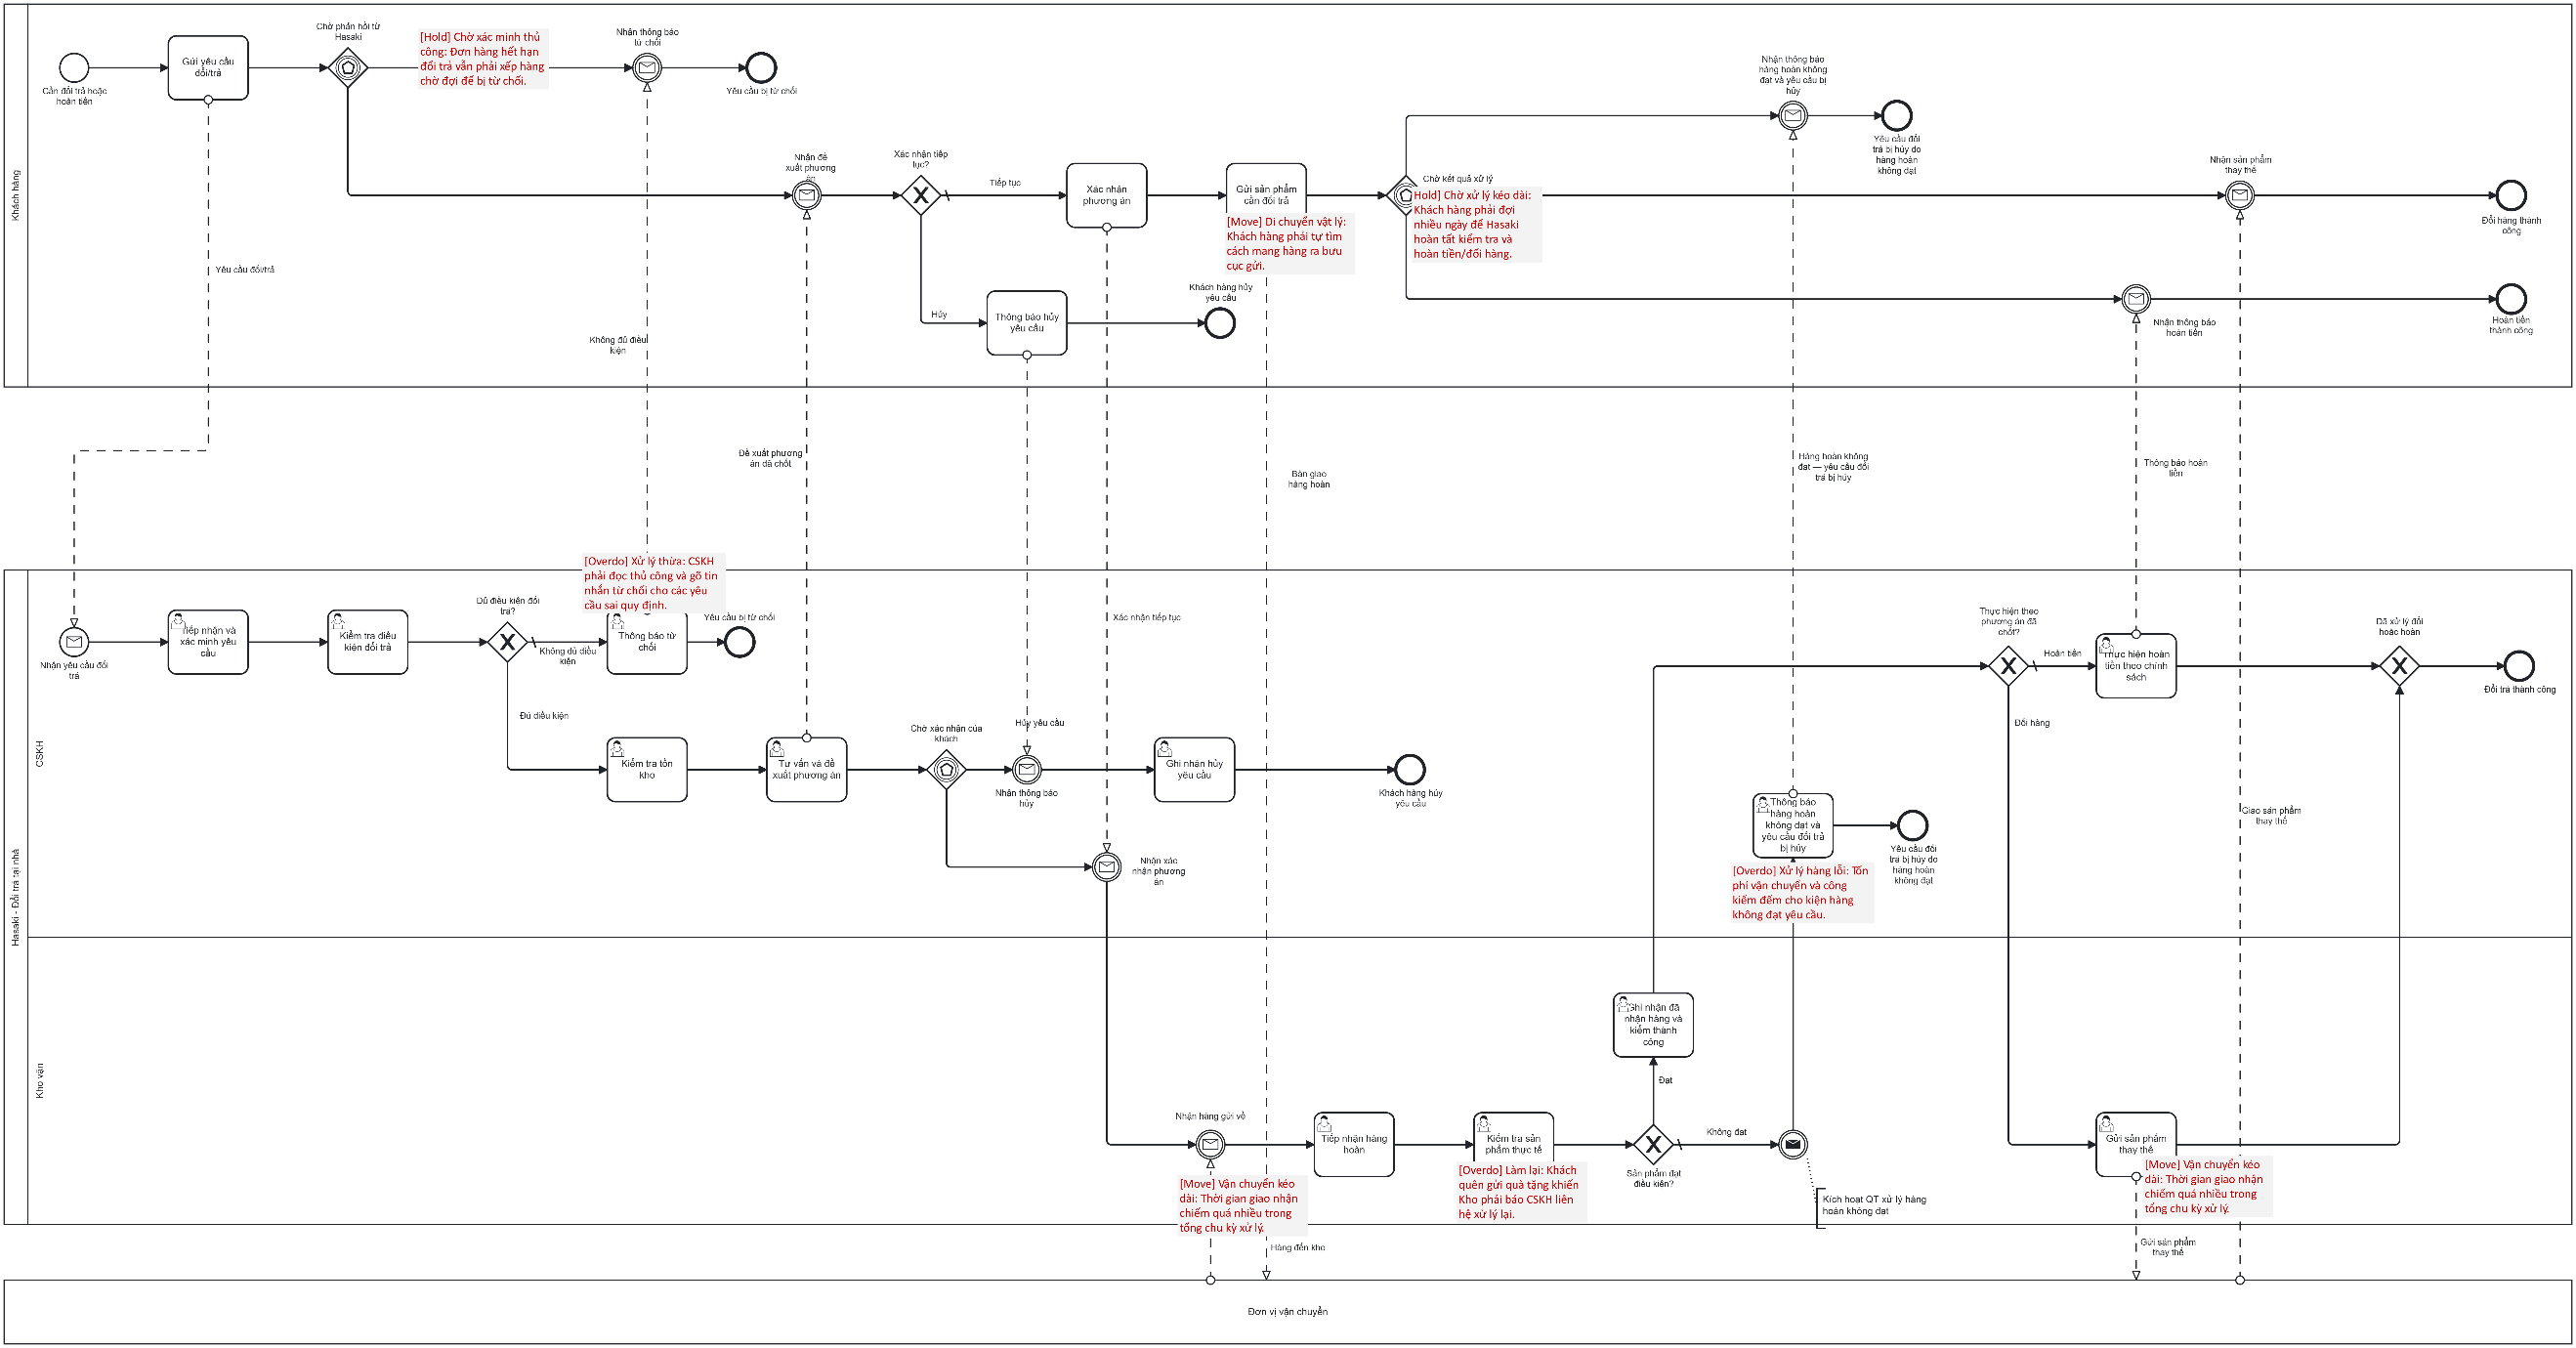 Khách hàng
Cần đổi trả hoặc
hoàn tiền
Gửi yêu cầu
đổi/trả
Chờ phản hồi từ
Hasaki
[Hold] Chờ xác minh thủ
công: Đơn hàng hết hạn
đổi trả vẫn phải xếp hàng
chờ đợi để bị từ chối.
Nhận thông báo
từ chối
Yêu cầu bị từ chối
Nhận đề
xuất phương
án
Xác nhận tiếp
tục?
Tiếp tục
Hủy
Xác nhận
phương án
Thông báo hủy
yêu cầu
Khách hàng hủy
yêu cầu
Gửi sản phẩm
cần đổi trả
[Move] Di chuyển vật lý:
Khách hàng phải tự tìm
cách mang hàng ra bưu
cục gửi.
Chờ kết quả xử lý
Hold] Chờ xử lý kéo dài:
Khách hàng phải đợi
nhiều ngày để Hasaki
hoàn tất kiểm tra và
hoàn tiền/đổi hàng.
Nhận thông báo
hàng hoàn không
đạt và yêu cầu bị
hủy
Yêu cầu đổi
trả bị hủy do
hàng hoàn
không đạt
Nhận sản phẩm
thay thế
Đổi hàng thành
công
Nhận thông báo
hoàn tiền
Hoàn tiền
thành công
Yêu cầu đổi/trả
Không đủ điều
kiện
Đề xuất phương
án đã chốt
Bàn giao
hàng hoàn
Hàng hoàn không
đạt — yêu cầu đổi
trả bị hủy
Thông báo hoàn
tiền
Hasaki - Đổi trả tại nhà
CSKH
Nhận yêu cầu đổi
trả
Tiếp nhận và
xác minh yêu
cầu
Kiểm tra điều
kiện đổi trả
Đủ điều kiện đổi
trả?
Không đủ điều
kiện
Đủ điều kiện
[Overdo] Xử lý thừa: CSKH
phải đọc thủ công và gõ tin
nhắn từ chối cho các yêu
cầu sai quy định.
Thông báo từ
chối
Yêu cầu bị từ chối
Kiểm tra tồn
kho
Tư vấn và đề
xuất phương án
Chờ xác nhận của
khách
Hủy yêu cầu
Nhận thông báo
hủy
Xác nhận tiếp tục
Ghi nhận hủy
yêu cầu
Khách hàng hủy
yêu cầu
Nhận xác
nhận phương
án
Thông báo
hàng hoàn
không đạt và
yêu cầu đổi trả
bị hủy
Yêu cầu đổi
trả bị hủy do
hàng hoàn
không đạt
[Overdo] Xử lý hàng lỗi: Tốn
phí vận chuyển và công
kiểm đếm cho kiện hàng
không đạt yêu cầu.
Thực hiện theo
phương án đã
chốt?
Hoàn tiền
Đổi hàng
Thực hiện hoàn
tiền theo chính
sách
Đã xử lý đổi
hoặc hoàn
Đổi trả thành công
Giao sản phẩm
thay thế
Kho vận
Nhận hàng gửi về
[Move] Vận chuyển kéo
dài: Thời gian giao nhận
chiếm quá nhiều trong
tổng chu kỳ xử lý.
Tiếp nhận hàng
hoàn
Kiểm tra sản
phẩm thực tế
[Overdo] Làm lại: Khách
quên gửi quà tặng khiến
Kho phải báo CSKH liên
hệ xử lý lại.
Ghi nhận đã
nhận hàng và
kiểm thành
công
Đạt
Không đạt
Sản phẩm đạt
điều kiện?
Kích hoạt QT xử lý hàng
hoàn không đạt
Gửi sản phẩm
thay thế
[Move] Vận chuyển kéo
dài: Thời gian giao nhận
chiếm quá nhiều trong
tổng chu kỳ xử lý.
Hàng đến kho
Gửi sản phẩm
thay thế
Đơn vị vận chuyển